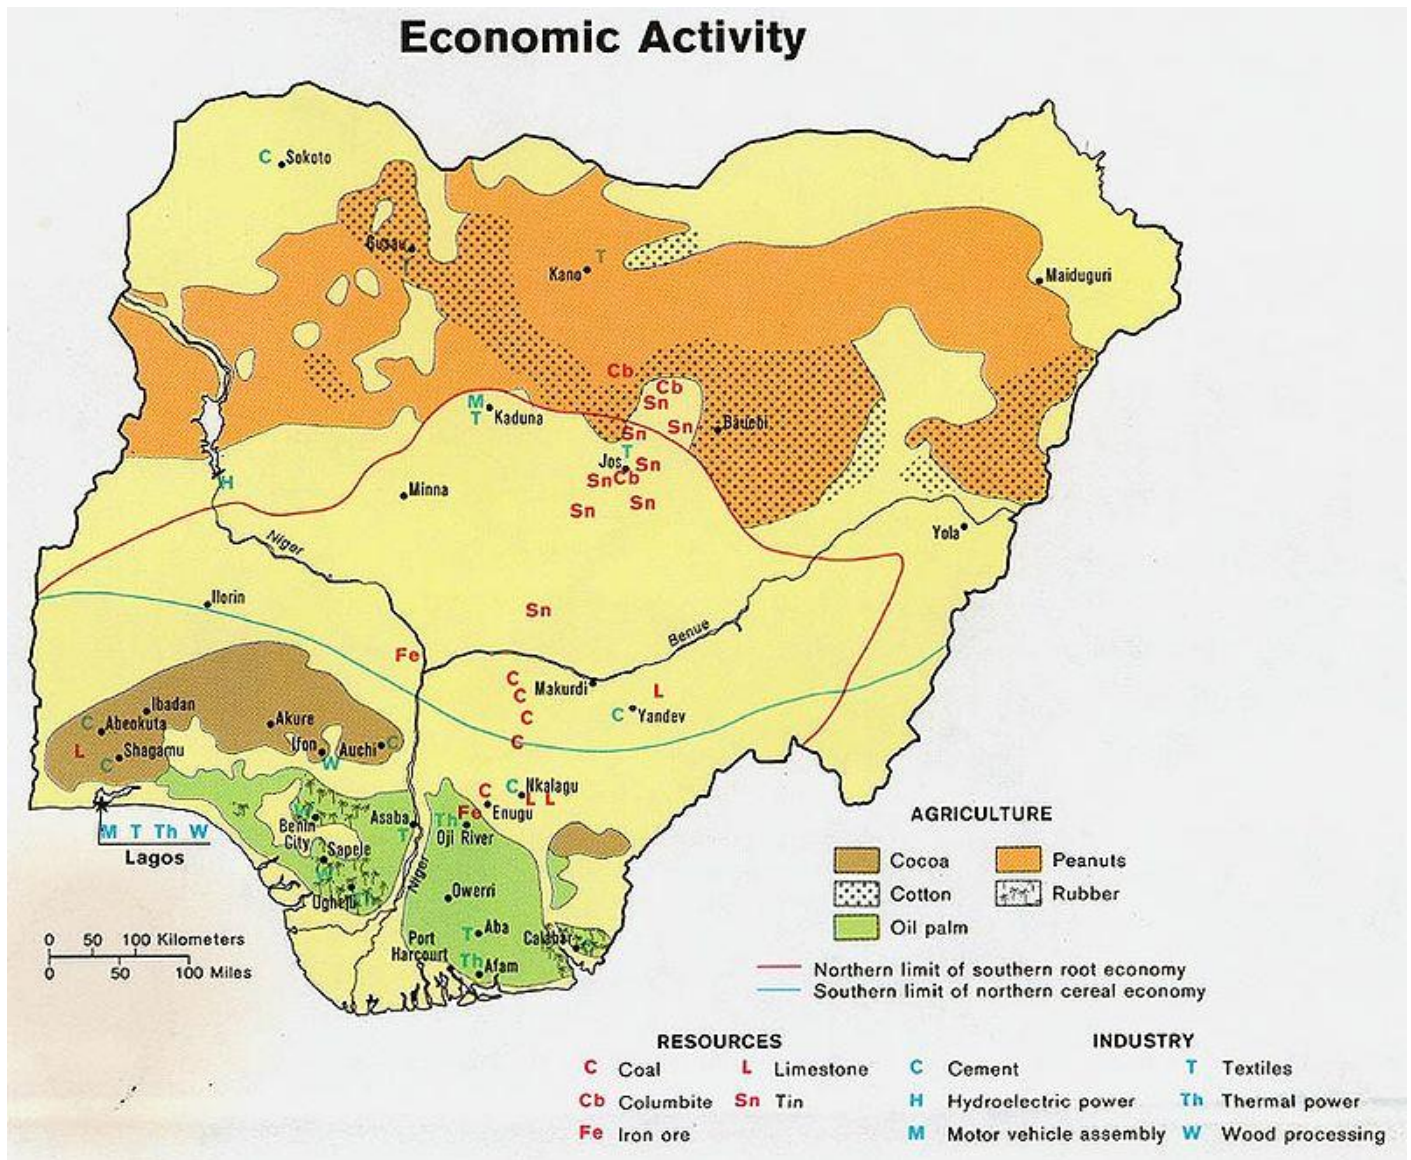 Economic Activity
C Sokoto
Gusau
T
Kano T
Maiduguri
Cb
Cb
Sn
M
T Kaduna
Sn
Sn
Bauchi
T
Jos Sn
Sn Cb
H
Minna
Sn
Sn
Yola
Niger
Ilorin
Sn
Benue
Fe
C
C
Makurdi
L
C
C Yandev
C
Ibadan
C Abeokuta
Akure
L
C Shagamu
Ifon
Auchi C
W
C
C Nkalagu
L L
Enugu
Fe
W
Benin
City
Asaba
T
Th
Oji River
Sapele
W
Niger
Ughelli
M T Th W
Lagos
Owerri
T Aba
Port
Harcourt
Th
Afam
Calabar
0 50 100 Kilometers
0 50 100 Miles
AGRICULTURE
Cocoa
Peanuts
Cotton
Rubber
Oil palm
Northern limit of southern root economy
Southern limit of northern cereal economy
RESOURCES
C Coal
L Limestone
Cb Columbite
Sn Tin
Fe Iron ore
INDUSTRY
C Cement
T Textiles
H Hydroelectric power
Th Thermal power
M Motor vehicle assembly
W Wood processing